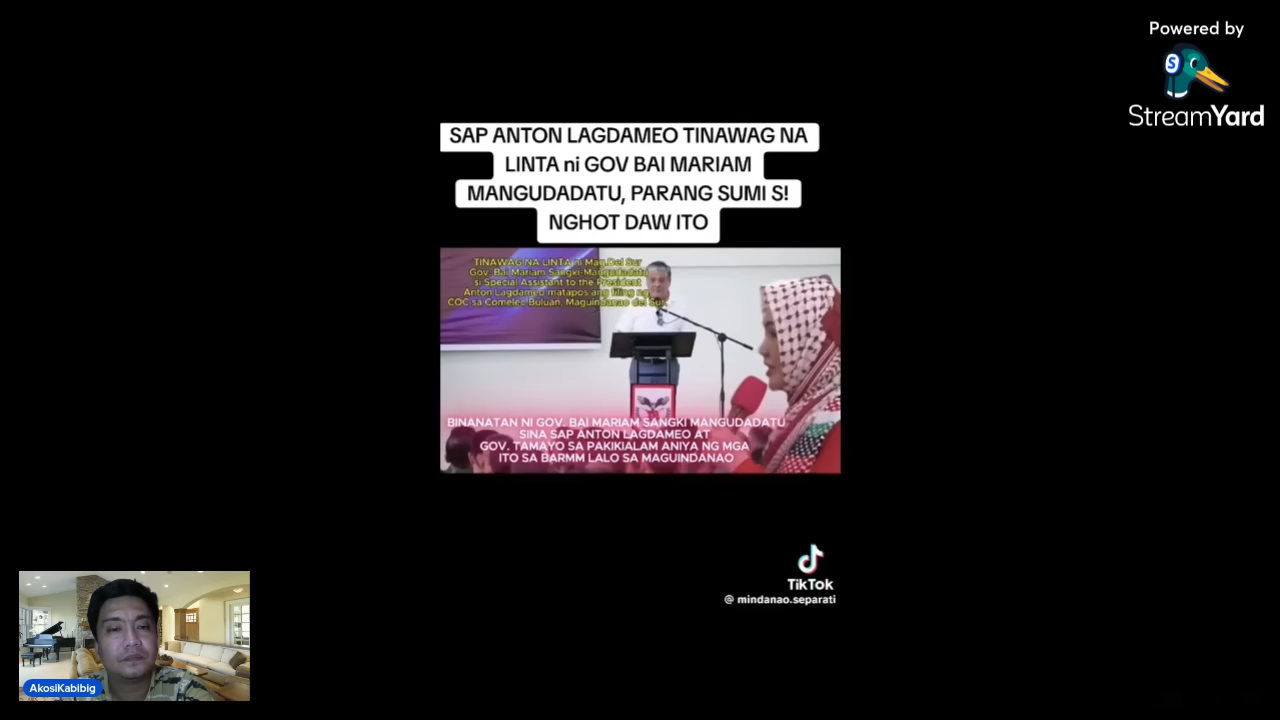 Powered by
StreamYard
SAP ANTON LAGDAMEO TINAWAG NA
LINTA ni GOV BAI MARIAM
MANGUDADATU, PARANG SUMI S!
NGHOT DAW ITO
TINAWAG NA LINTA ni Mag.Del Sur
Gov. Bai Mariam Sangki-Mangudadatu
si Special Assistant to the President
Anton Lagdameo matapos ang filing ng
COC sa Comelec Buluan, Maguindanao del Sur
BINANATAN NI GOV. BAI MARIAM SANGKI MANGUDADATU
SINA SAP ANTON LAGDAMEO AT
GOV. TAMAYO SA PAKIKIALAM ANIYA NG MGA
ITO SA BARMM LALO SA MAGUINDANAO
TikTok
@ mindanao.separati
AkosiKabibig